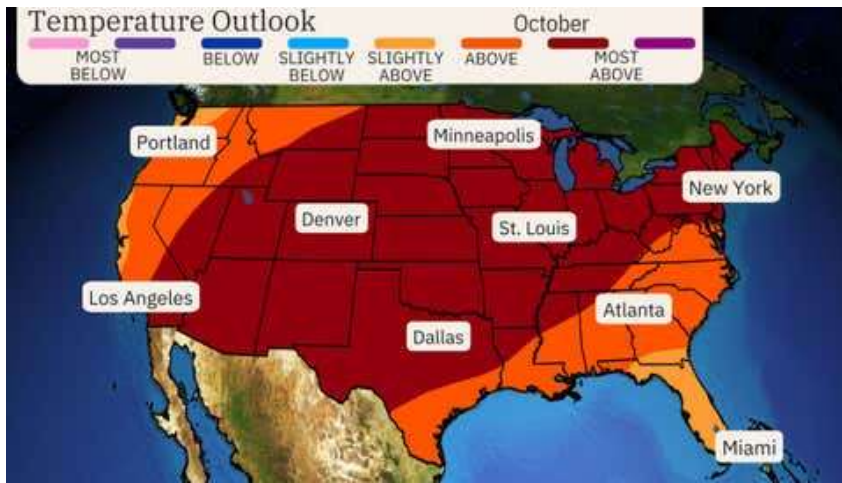 Temperature Outlook October
MOST BELOW
BELOW
SLIGHTLY BELOW
SLIGHTLY ABOVE
ABOVE
MOST ABOVE
Portland
Minneapolis
New York
Denver
St. Louis
Los Angeles
Atlanta
Dallas
Miami